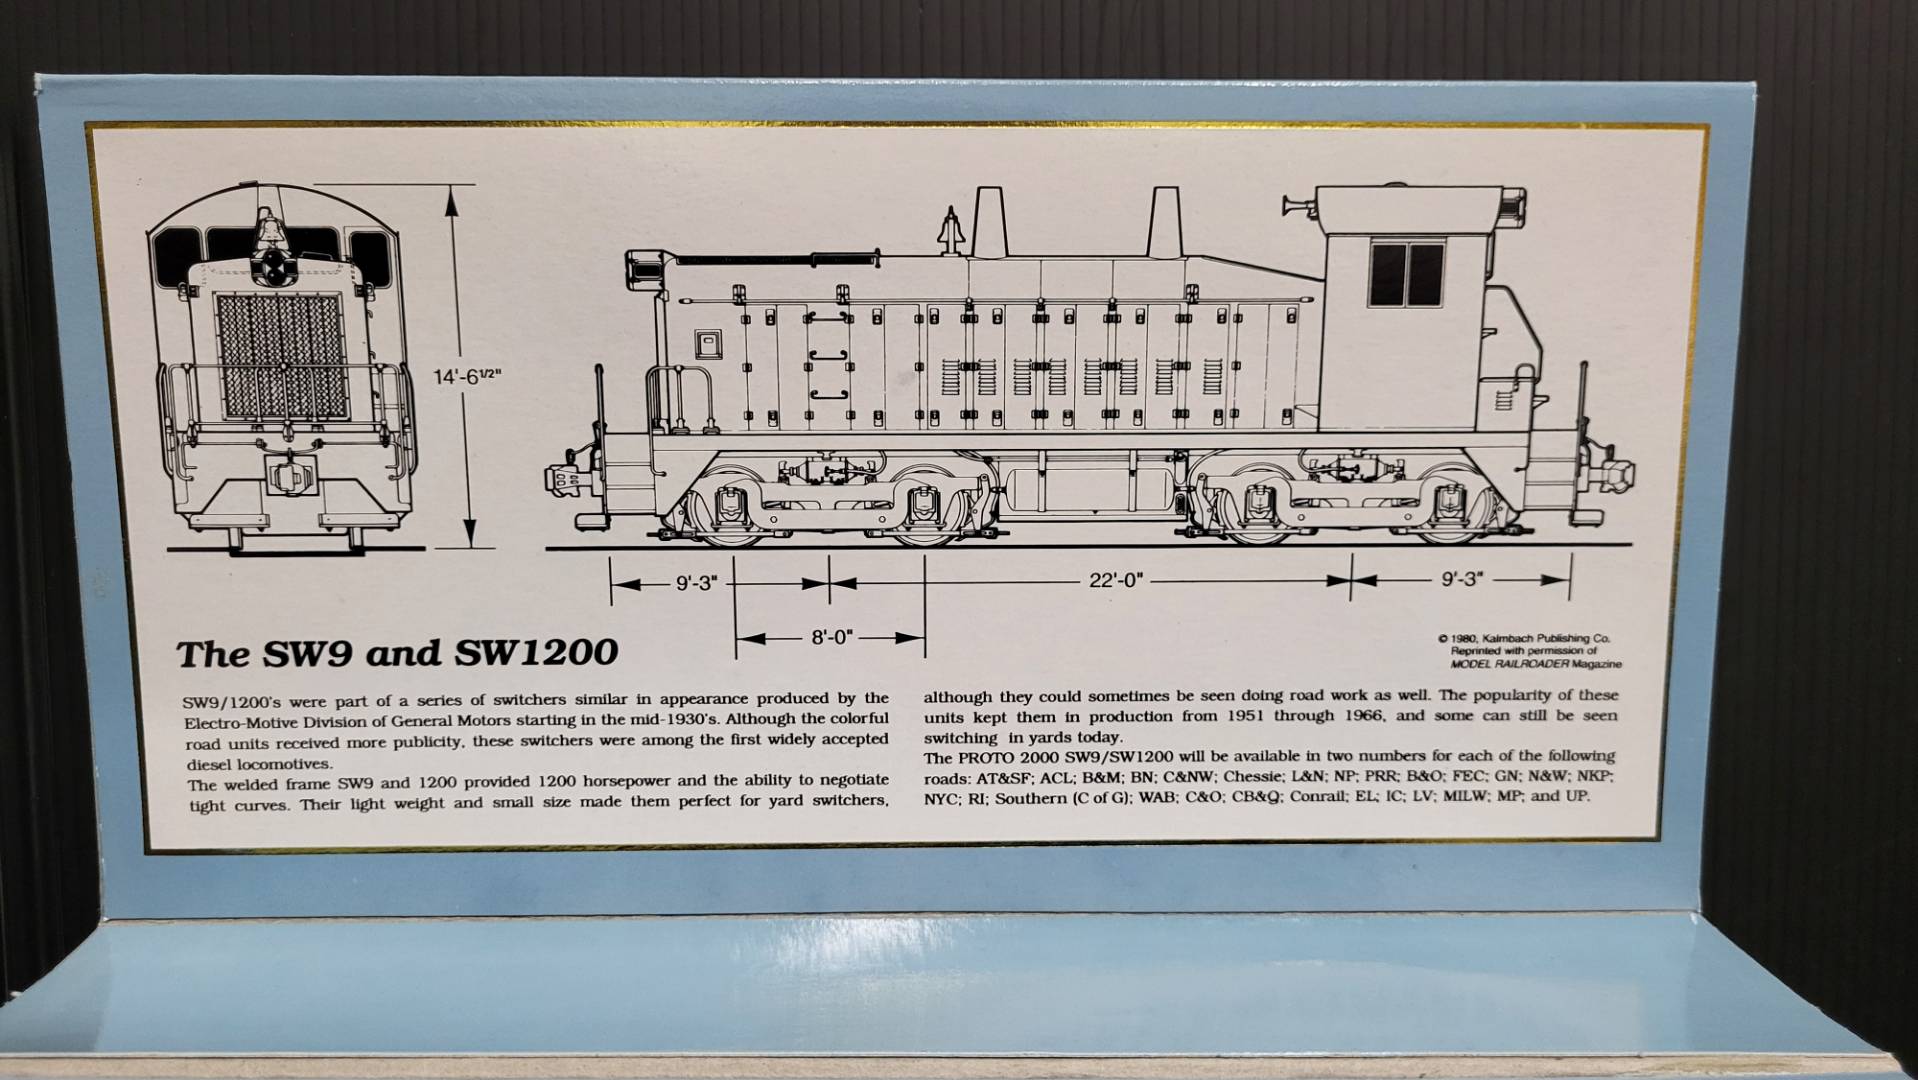 14'-6 1/2"
9'-3"
22'-0"
9'-3"
8'-0"
The SW9 and SW1200
© 1980, Kalmbach Publishing Co.
Reprinted with permission of
MODEL RAILROADER Magazine
SW9/1200's were part of a series of switchers similar in appearance produced by the
Electro-Motive Division of General Motors starting in the mid-1930's. Although the colorful
road units received more publicity, these switchers were among the first widely accepted
diesel locomotives.
The welded frame SW9 and 1200 provided 1200 horsepower and the ability to negotiate
tight curves. Their light weight and small size made them perfect for yard switchers,
although they could sometimes be seen doing road work as well. The popularity of these
units kept them in production from 1951 through 1966, and some can still be seen
switching in yards today.
The PROTO 2000 SW9/SW1200 will be available in two numbers for each of the following
roads: AT&SF; ACL; B&M; BN; C&NW; Chessie; L&N; NP; PRR; B&O; FEC; GN; N&W; NKP;
NYC; RI; Southern (C of G); WAB; C&O; CB&Q; Conrail; EL; IC; LV; MILW; MP; and UP.